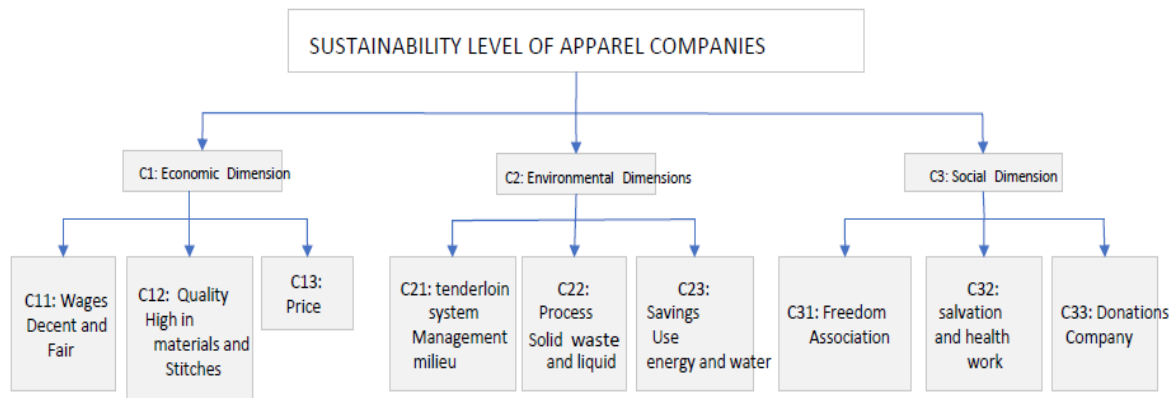 SUSTAINABILITY LEVEL OF APPAREL COMPANIES
C1: Economic Dimension
C2: Environmental Dimensions
C3: Social Dimension
C11: Wages
Decent and
Fair
C12: Quality
High in
materials and
Stitches
C13:
Price
C21: tenderloin
system
Management
milieu
C22:
Process
Solid waste
and liquid
C23:
Savings
Use
energy and water
C31: Freedom
Association
C32:
salvation
and health
work
C33: Donations
Company